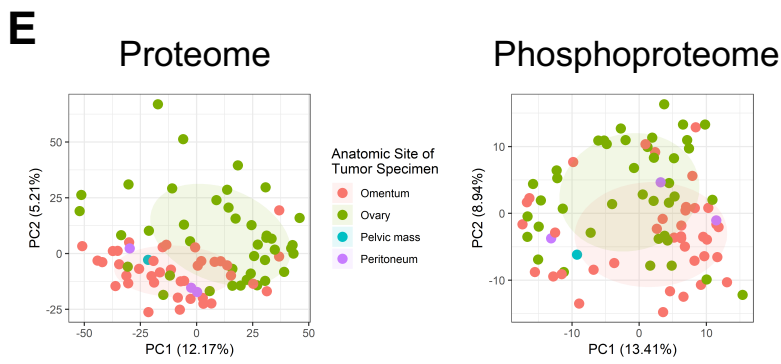 E
Proteome
Phosphoproteome
PC2 (5.21%)
50
25
0
-25
-50
-25
0
25
50
PC1 (12.17%)
Anatomic Site of
Tumor Specimen
Omentum
Ovary
Pelvic mass
Peritoneum
PC2 (8.94%)
10
0
-10
-10
0
10
PC1 (13.41%)